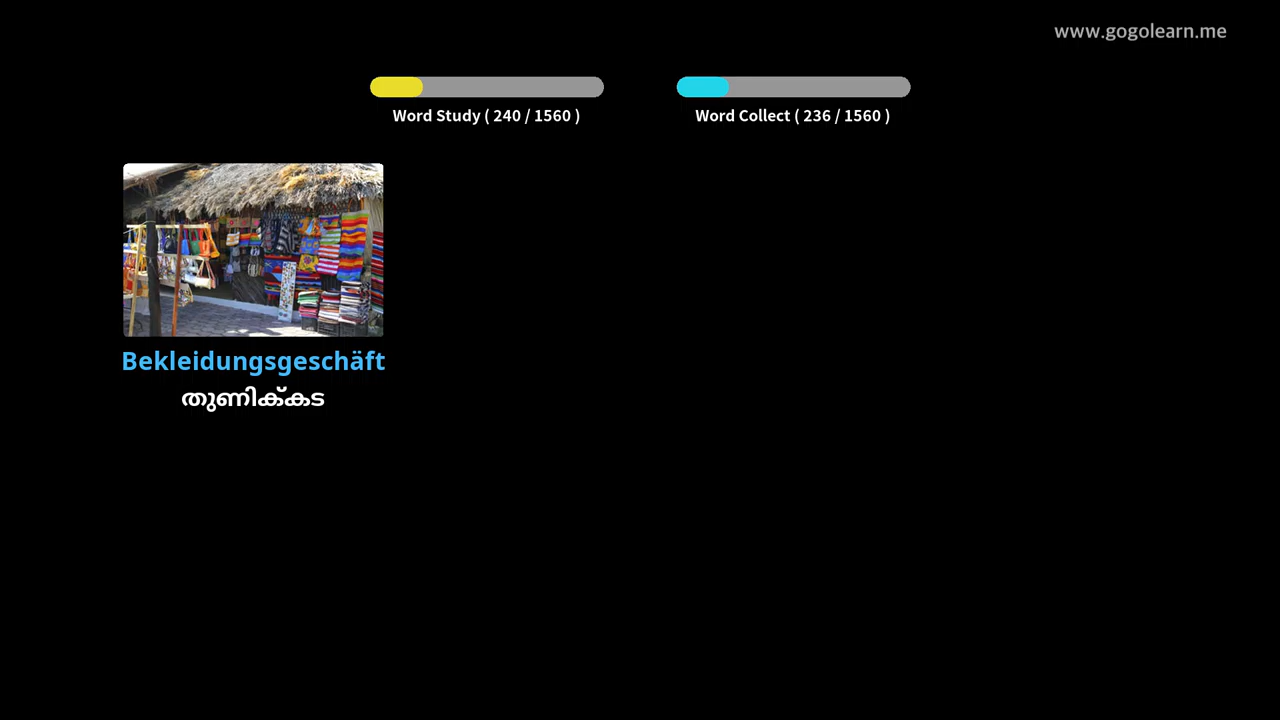 www.gogolearn.me
Word Study ( 240 / 1560 )
Word Collect ( 236 / 1560 )
Bekleidungsgeschäft
തുണിക്കട